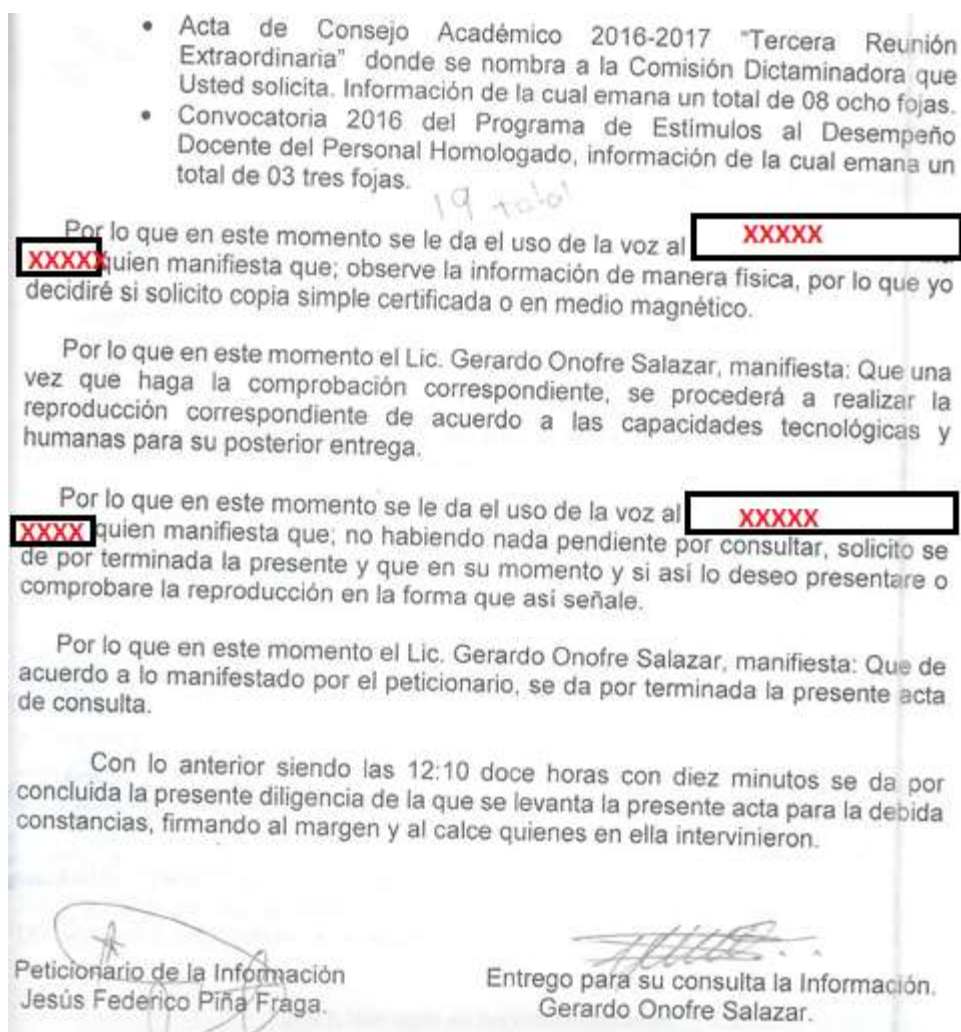 • Acta de Consejo Académico 2016-2017 "Tercera Reunión
Extraordinaria" donde se nombra a la Comisión Dictaminadora que
Usted solicita. Información de la cual emana un total de 08 ocho fojas.
• Convocatoria 2016 del Programa de Estímulos al Desempeño
Docente del Personal Homologado, información de la cual emana un
total de 03 tres fojas.
19 total
Por lo que en este momento se le da el uso de la voz al XXXXX
XXXXX quien manifiesta que; observe la información de manera física, por lo que yo
decidiré si solicito copia simple certificada o en medio magnético.
Por lo que en este momento el Lic. Gerardo Onofre Salazar, manifiesta: Que una
vez que haga la comprobación correspondiente, se procederá a realizar la
reproducción correspondiente de acuerdo a las capacidades tecnológicas y
humanas para su posterior entrega.
Por lo que en este momento se le da el uso de la voz al XXXXX
XXXX quien manifiesta que; no habiendo nada pendiente por consultar, solicito se
de por terminada la presente y que en su momento y si así lo deseo presentare o
comprobare la reproducción en la forma que así señale.
Por lo que en este momento el Lic. Gerardo Onofre Salazar, manifiesta: Que de
acuerdo a lo manifestado por el peticionario, se da por terminada la presente acta
de consulta.
Con lo anterior siendo las 12:10 doce horas con diez minutos se da por
concluida la presente diligencia de la que se levanta la presente acta para la debida
constancias, firmando al margen y al calce quienes en ella intervinieron.
Peticionario de la Información
Jesús Federico Piña Fraga.
Entrego para su consulta la Información.
Gerardo Onofre Salazar.